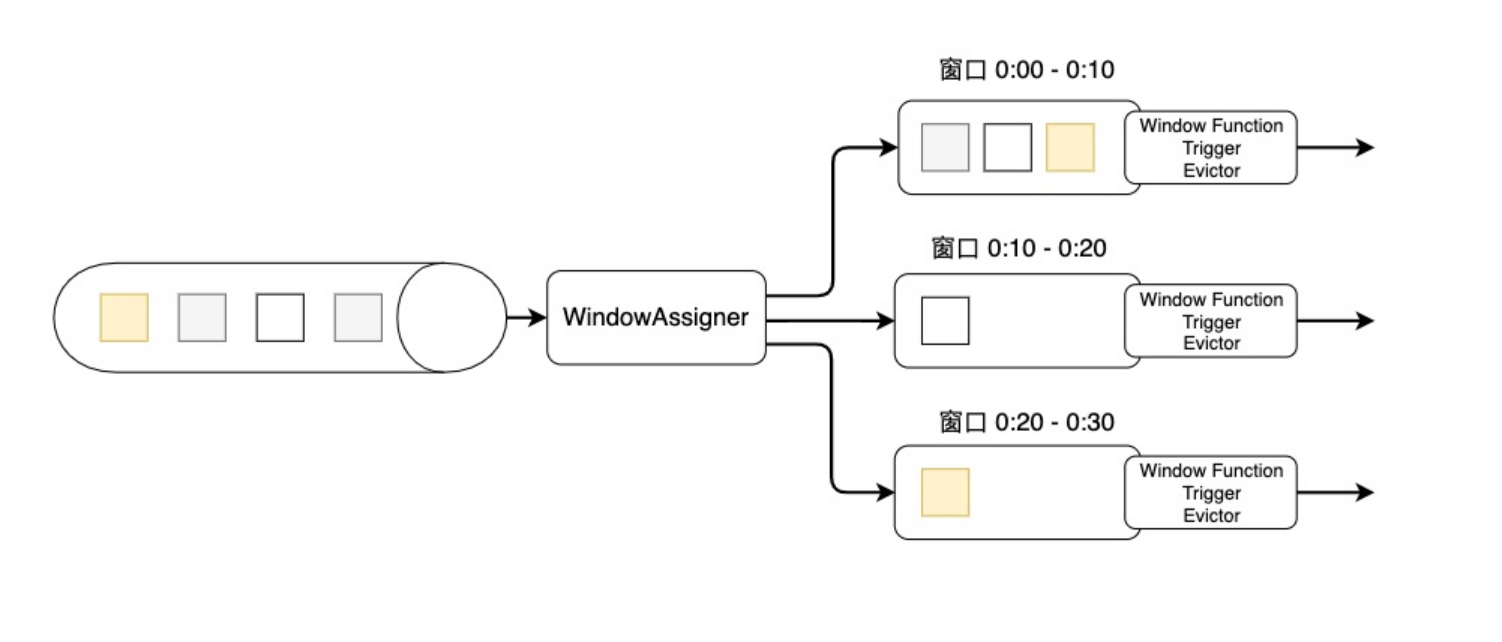 窗口 0:00 - 0:10
Window Function
Trigger
Evictor
WindowAssigner
窗口 0:10 - 0:20
Window Function
Trigger
Evictor
窗口 0:20 - 0:30
Window Function
Trigger
Evictor